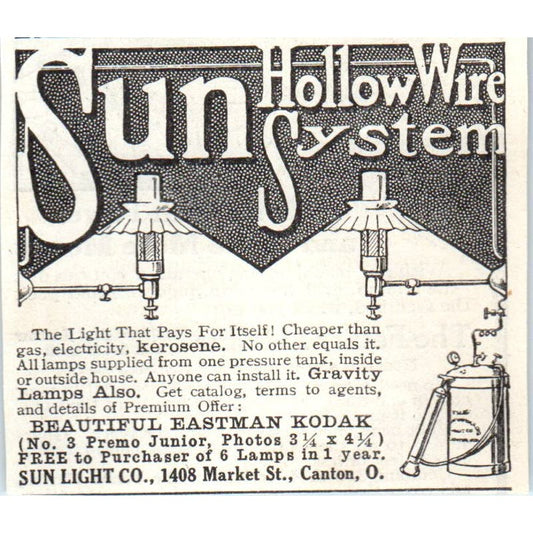 Sun Hollow Wire
System
The Light That Pays For Itself! Cheaper than
gas, electricity, kerosene. No other equals it.
All lamps supplied from one pressure tank, inside
or outside house. Anyone can install it. Gravity
Lamps Also. Get catalog, terms to agents,
and details of Premium Offer:
BEAUTIFUL EASTMAN KODAK
(No. 3 Premo Junior, Photos 3¼ x 4¼)
FREE to Purchaser of 6 Lamps in 1 year.
SUN LIGHT CO., 1408 Market St., Canton, O.